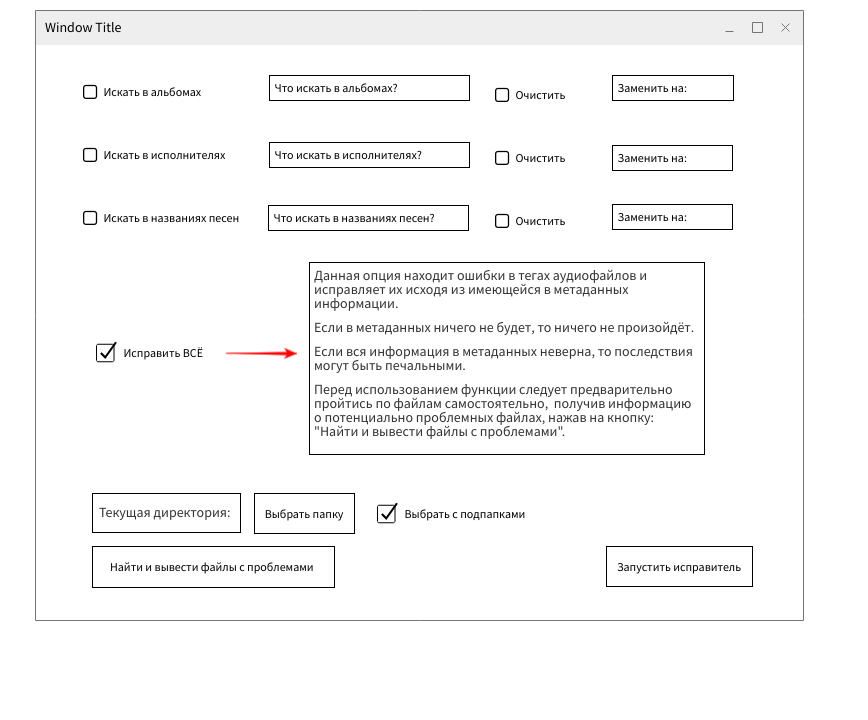 Window Title
Искать в альбомах
Что искать в альбомах?
Очистить
Заменить на:
Искать в исполнителях
Что искать в исполнителях?
Очистить
Заменить на:
Искать в названиях песен
Что искать в названиях песен?
Очистить
Заменить на:
Исправить ВСЁ
Данная опция находит ошибки в тегах аудиофайлов и
исправляет их исходя из имеющейся в метаданных
информации.
Если в метаданных ничего не будет, то ничего не произойдёт.
Если вся информация в метаданных неверна, то последствия
могут быть печальными.
Перед использованием функции следует предварительно
пройтись по файлам самостоятельно,  получив информацию
о потенциально проблемных файлах, нажав на кнопку:
"Найти и вывести файлы с проблемами".
Текущая директория:
Выбрать папку
Выбрать с подпапками
Найти и вывести файлы с проблемами
Запустить исправитель